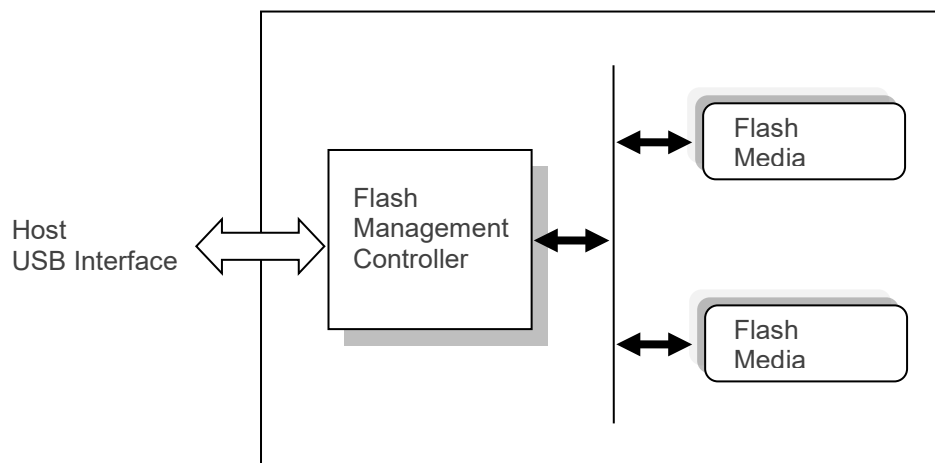 Host
USB Interface
Flash
Management
Controller
Flash
Media
Flash
Media